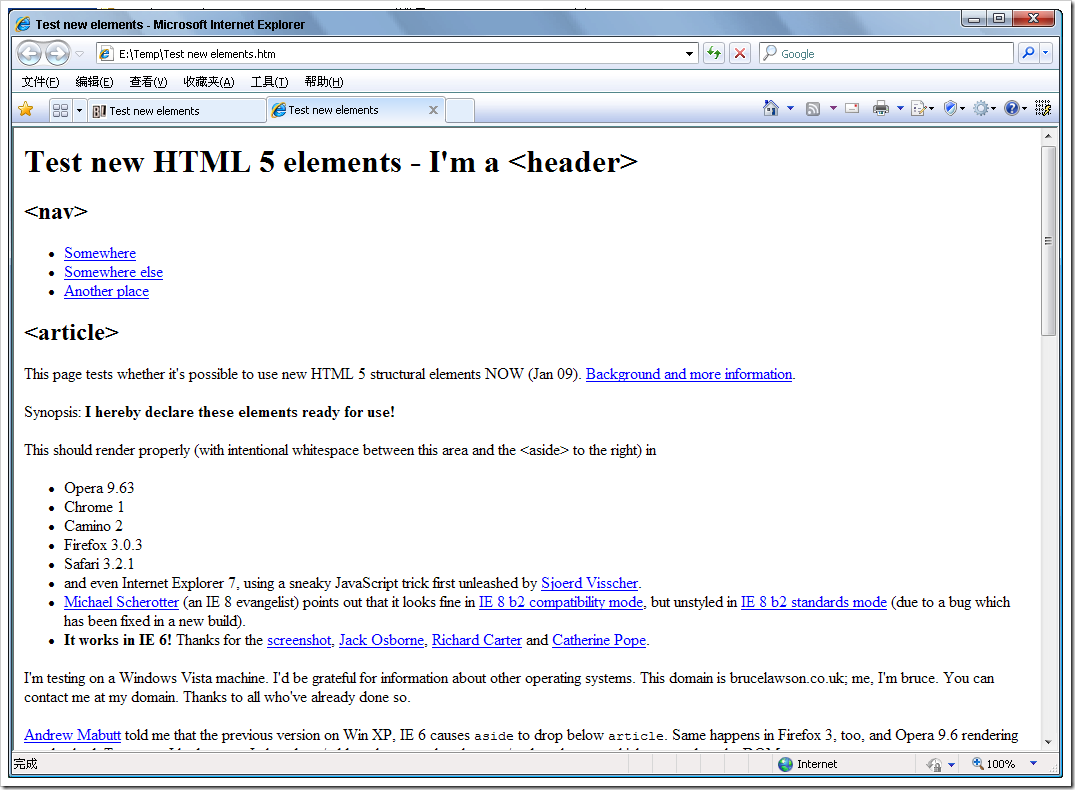 Test new elements - Microsoft Internet Explorer
E:\Temp\Test new elements.htm
Google
文件(F) 编辑(E) 查看(V) 收藏夹(A) 工具(T) 帮助(H)
Test new elements Test new elements
Test new HTML 5 elements - I'm a <header>
<nav>
Somewhere
Somewhere else
Another place
<article>
This page tests whether it's possible to use new HTML 5 structural elements NOW (Jan 09). Background and more information.
Synopsis: I hereby declare these elements ready for use!
This should render properly (with intentional whitespace between this area and the <aside> to the right) in
Opera 9.63
Chrome 1
Camino 2
Firefox 3.0.3
Safari 3.2.1
and even Internet Explorer 7, using a sneaky JavaScript trick first unleashed by Sjoerd Visscher.
Michael Scherotter (an IE 8 evangelist) points out that it looks fine in IE 8 b2 compatibility mode, but unstyled in IE 8 b2 standards mode (due to a bug which
has been fixed in a new build).
It works in IE 6! Thanks for the screenshot, Jack Osborne, Richard Carter and Catherine Pope.
I'm testing on a Windows Vista machine. I'd be grateful for information about other operating systems. This domain is brucelawson.co.uk; me, I'm bruce. You can
contact me at my domain. Thanks to all who've already done so.
Andrew Mabutt told me that the previous version on Win XP, IE 6 causes aside to drop below article. Same happens in Firefox 3, too, and Opera 9.6 rendering
完成
Internet
100%